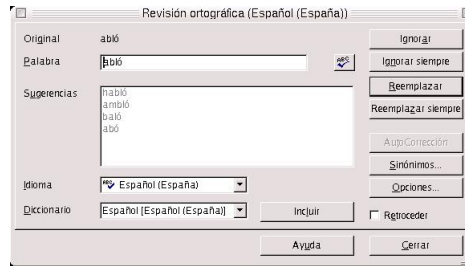 Revisión ortográfica (Español (España))
Original abló Ignorar
Palabra abló Ignorar siempre
Reemplazar
Sugerencias habló Reemplazar siempre
ambló
baló
abó
AutoCorrección
Sinónimos...
Idioma Español (España) Opciones...
Diccionario Español [Español (España)] Incluir Retroceder
Ayuda Cerrar